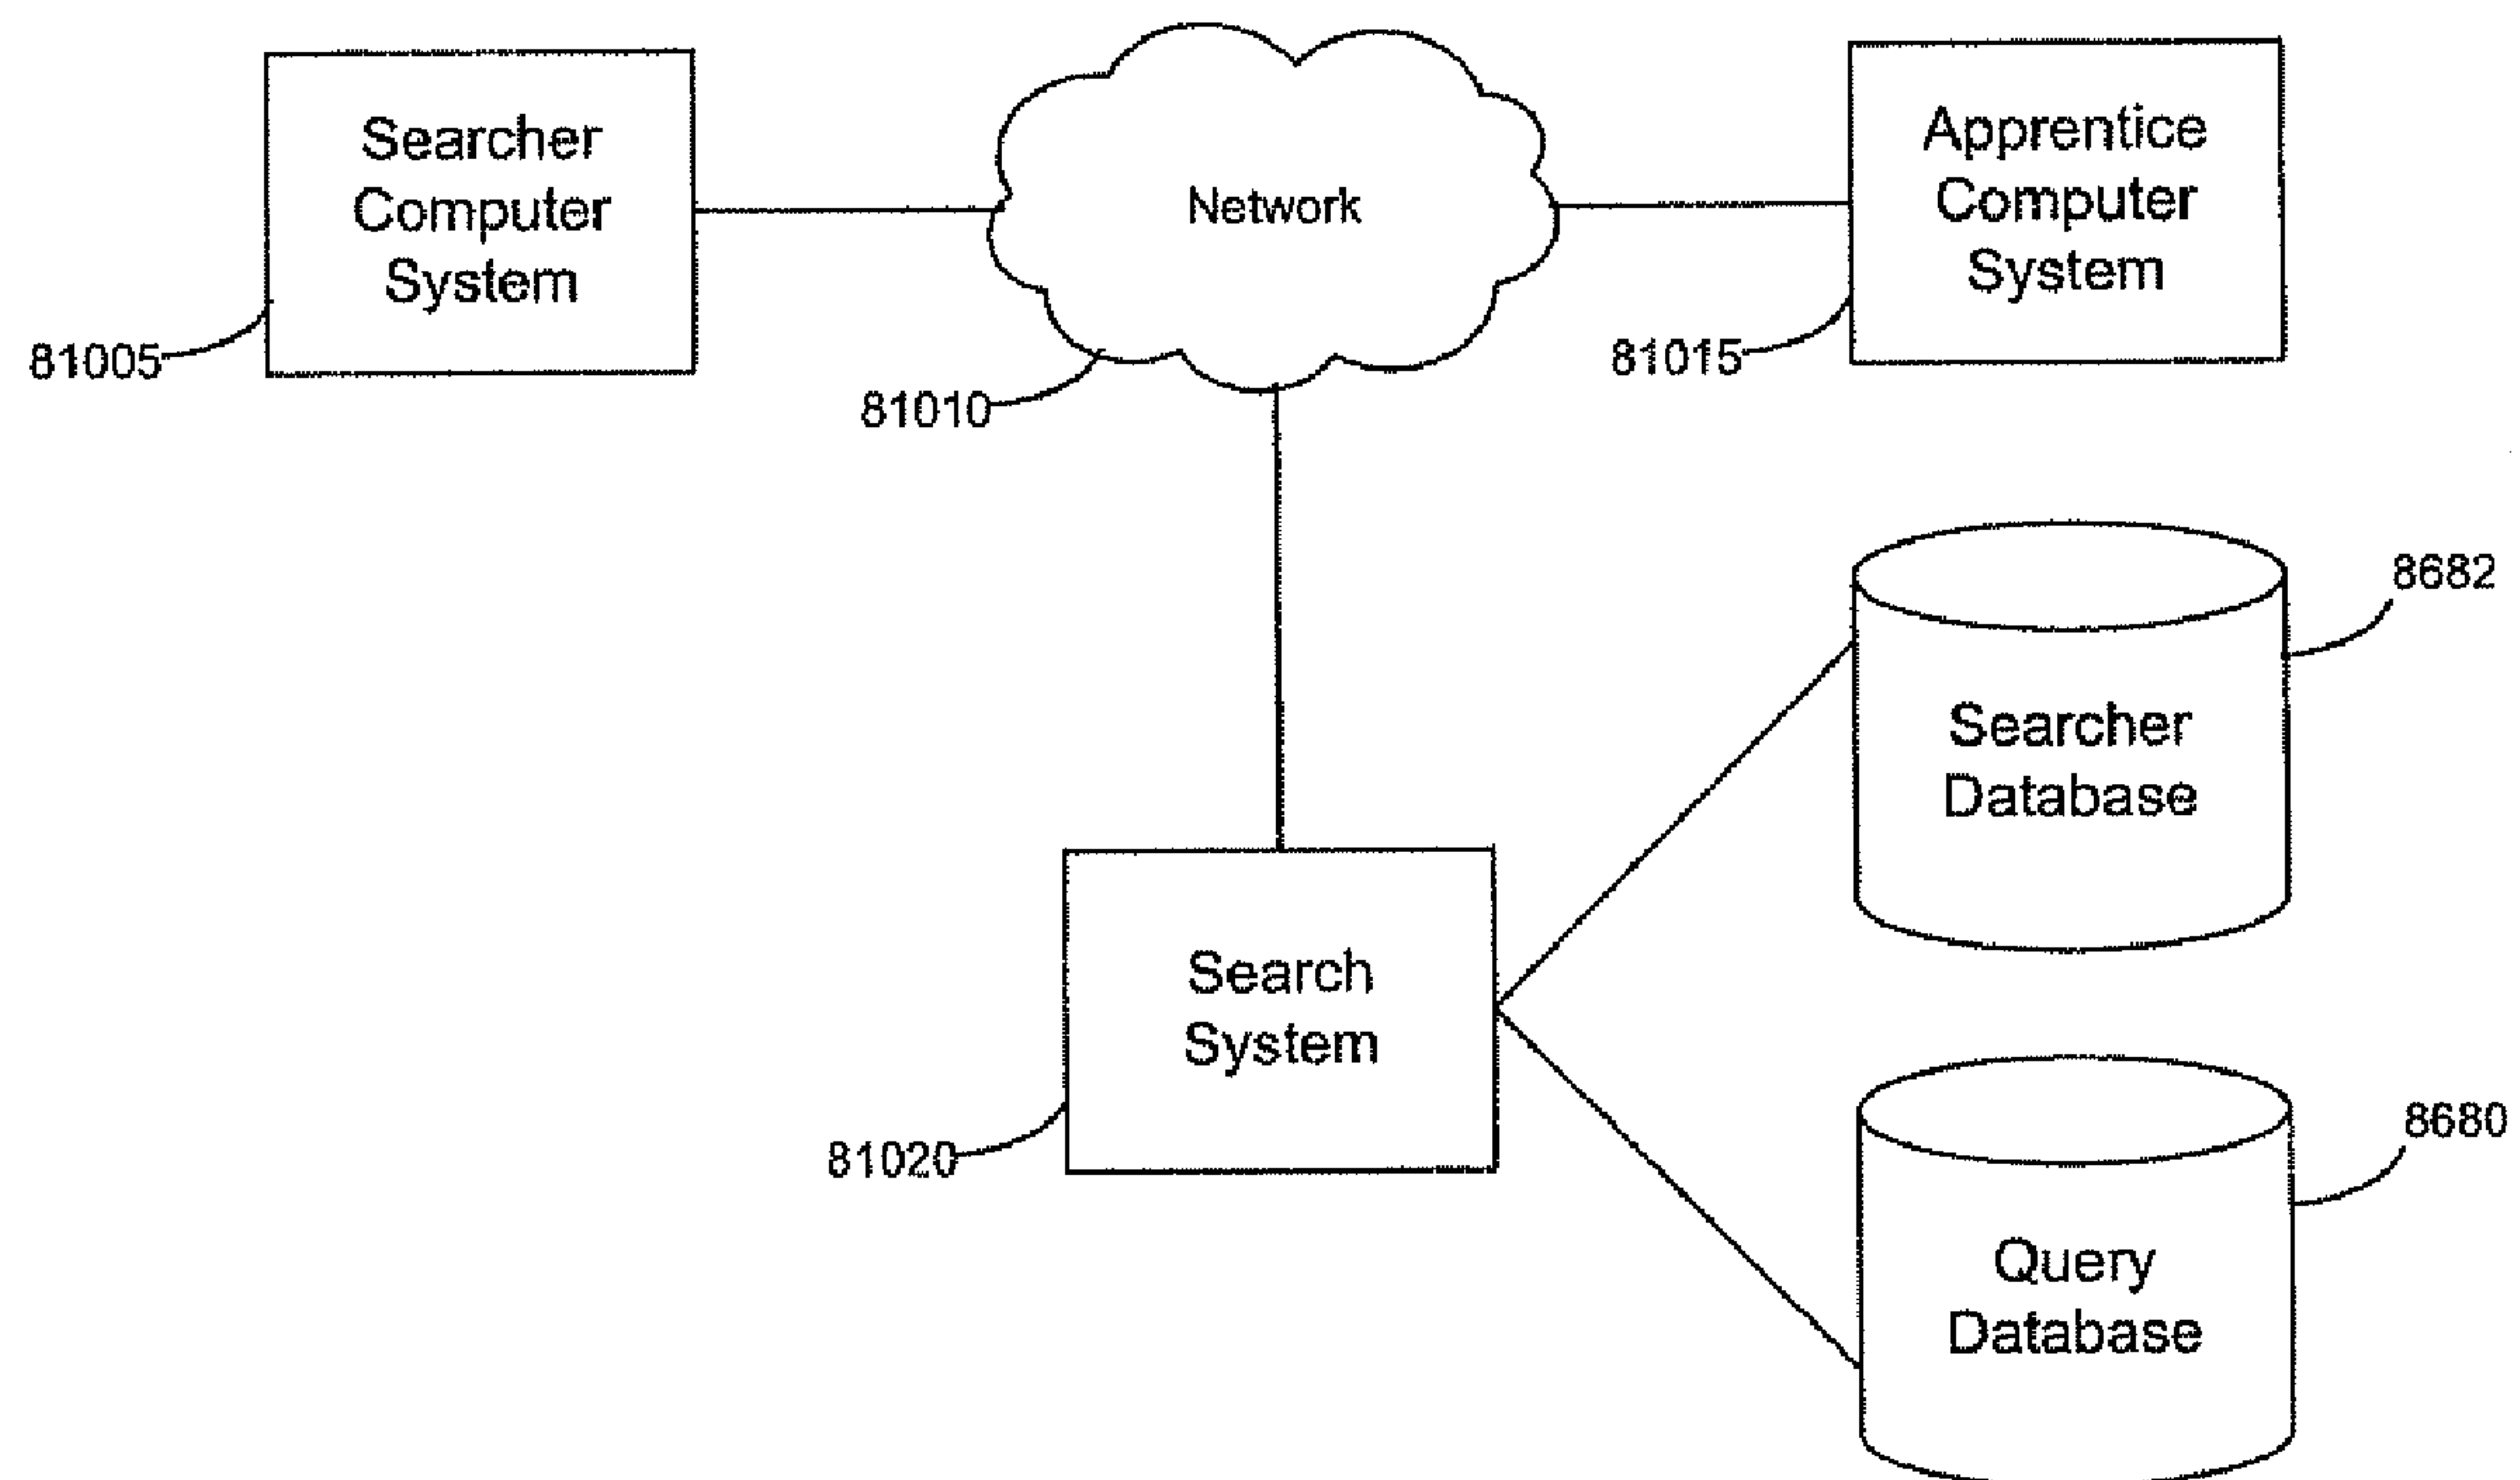 Searcher
Computer
System
81005
Network
81010
Apprentice
Computer
System
81015
8682
Searcher
Database
Search
System
81020
8680
Query
Database